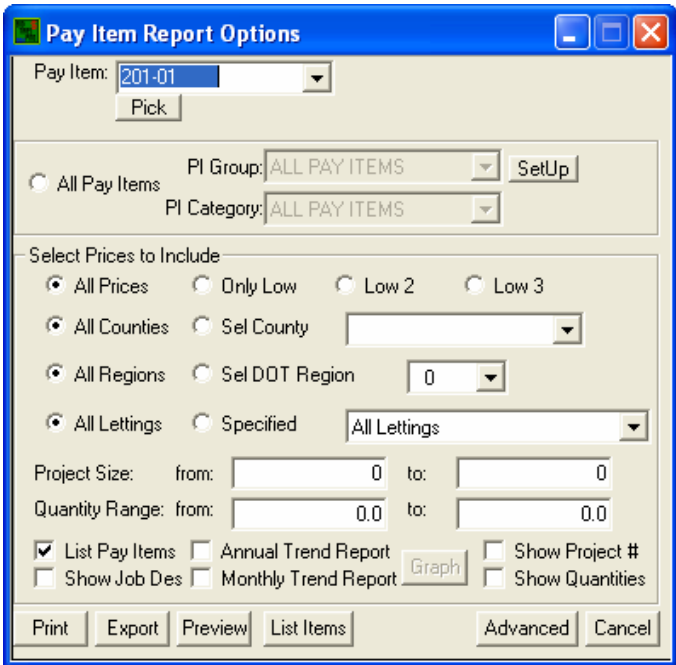 Pay Item Report Options
Pay Item: 201-01
Pick
All Pay Items
PI Group: ALL PAY ITEMS SetUp
PI Category: ALL PAY ITEMS
Select Prices to Include
All Prices Only Low Low 2 Low 3
All Counties Sel County
All Regions Sel DOT Region 0
All Lettings Specified All Lettings
Project Size: from: 0 to: 0
Quantity Range: from: 0.0 to: 0.0
List Pay Items Annual Trend Report Graph Show Project #
Show Job Des Monthly Trend Report Show Quantities
Print Export Preview List Items Advanced Cancel